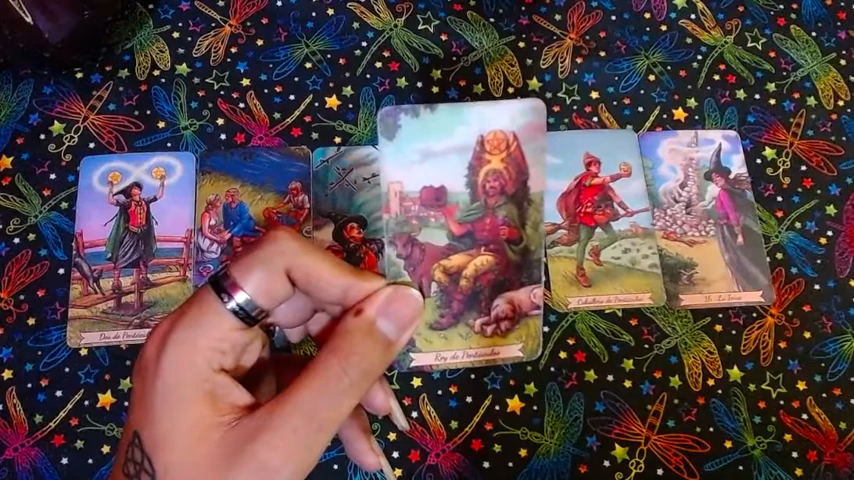 Dos de Pentáculos
Rey de Pentáculos
Caballero de Pentáculos
16 La Torre